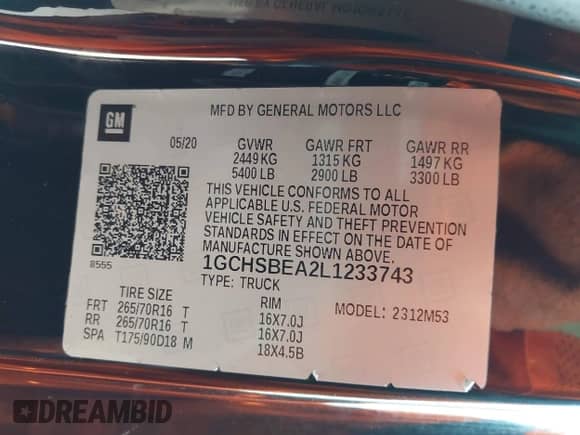 MFD BY GENERAL MOTORS LLC
GM
05/20 GVWR GAWR FRT GAWR RR
2449 KG 1315 KG 1497 KG
5400 LB 2900 LB 3300 LB
THIS VEHICLE CONFORMS TO ALL
APPLICABLE U.S. FEDERAL MOTOR
VEHICLE SAFETY AND THEFT PREVENTION
STANDARDS IN EFFECT ON THE DATE OF
MANUFACTURE SHOWN ABOVE.
8555
1GCHSBEA2L1233743
TYPE: TRUCK
TIRE SIZE RIM MODEL: 2312M53
FRT 265/70R16 T 16X7.0J
RR 265/70R16 T 16X7.0J
SPA T175/90D18 M 18X4.5B
DREAMBID